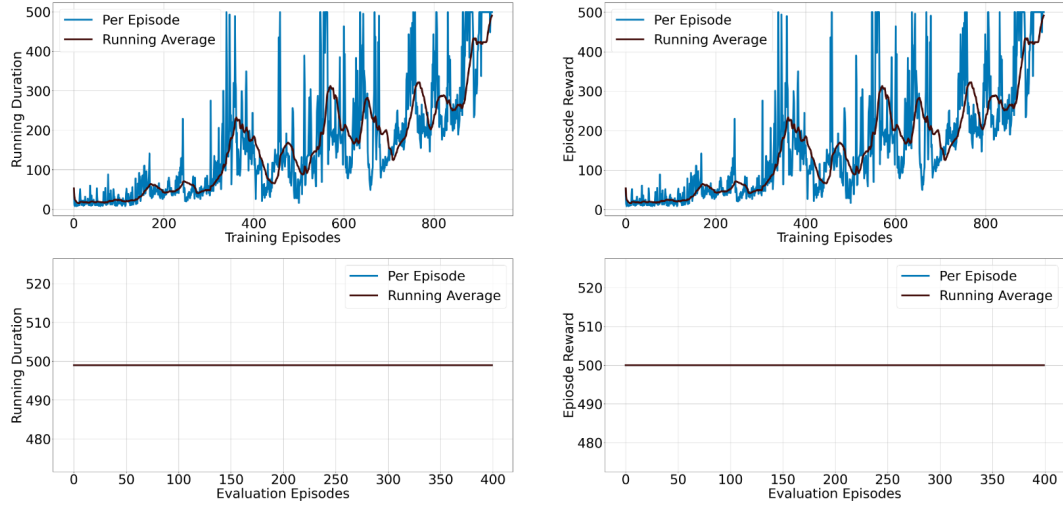 500
400
300
200
100
0
Running Duration
Per Episode
Running Average
0 200 400 600 800
Training Episodes
500
400
300
200
100
0
Epiosde Reward
Per Episode
Running Average
0 200 400 600 800
Training Episodes
520
510
500
490
480
Running Duration
Per Episode
Running Average
0 50 100 150 200 250 300 350 400
Evaluation Episodes
520
510
500
490
480
Epiosde Reward
Per Episode
Running Average
0 50 100 150 200 250 300 350 400
Evaluation Episodes